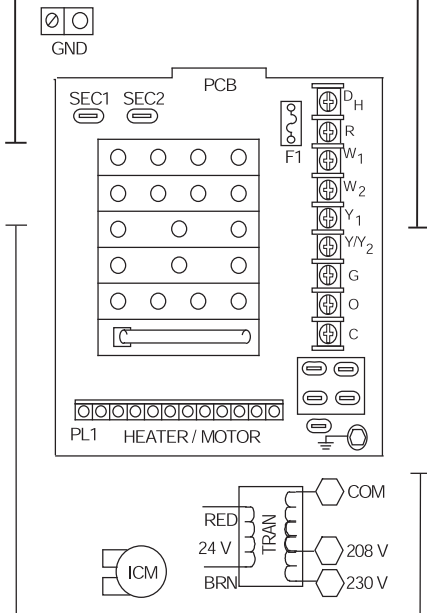 GND
PCB
SEC1 SEC2
F1
DH
R
W1
W2
Y1
Y/Y2
G
O
C
PL1 HEATER / MOTOR
RED
24 V
BRN
TRAN
COM
208 V
230 V
ICM